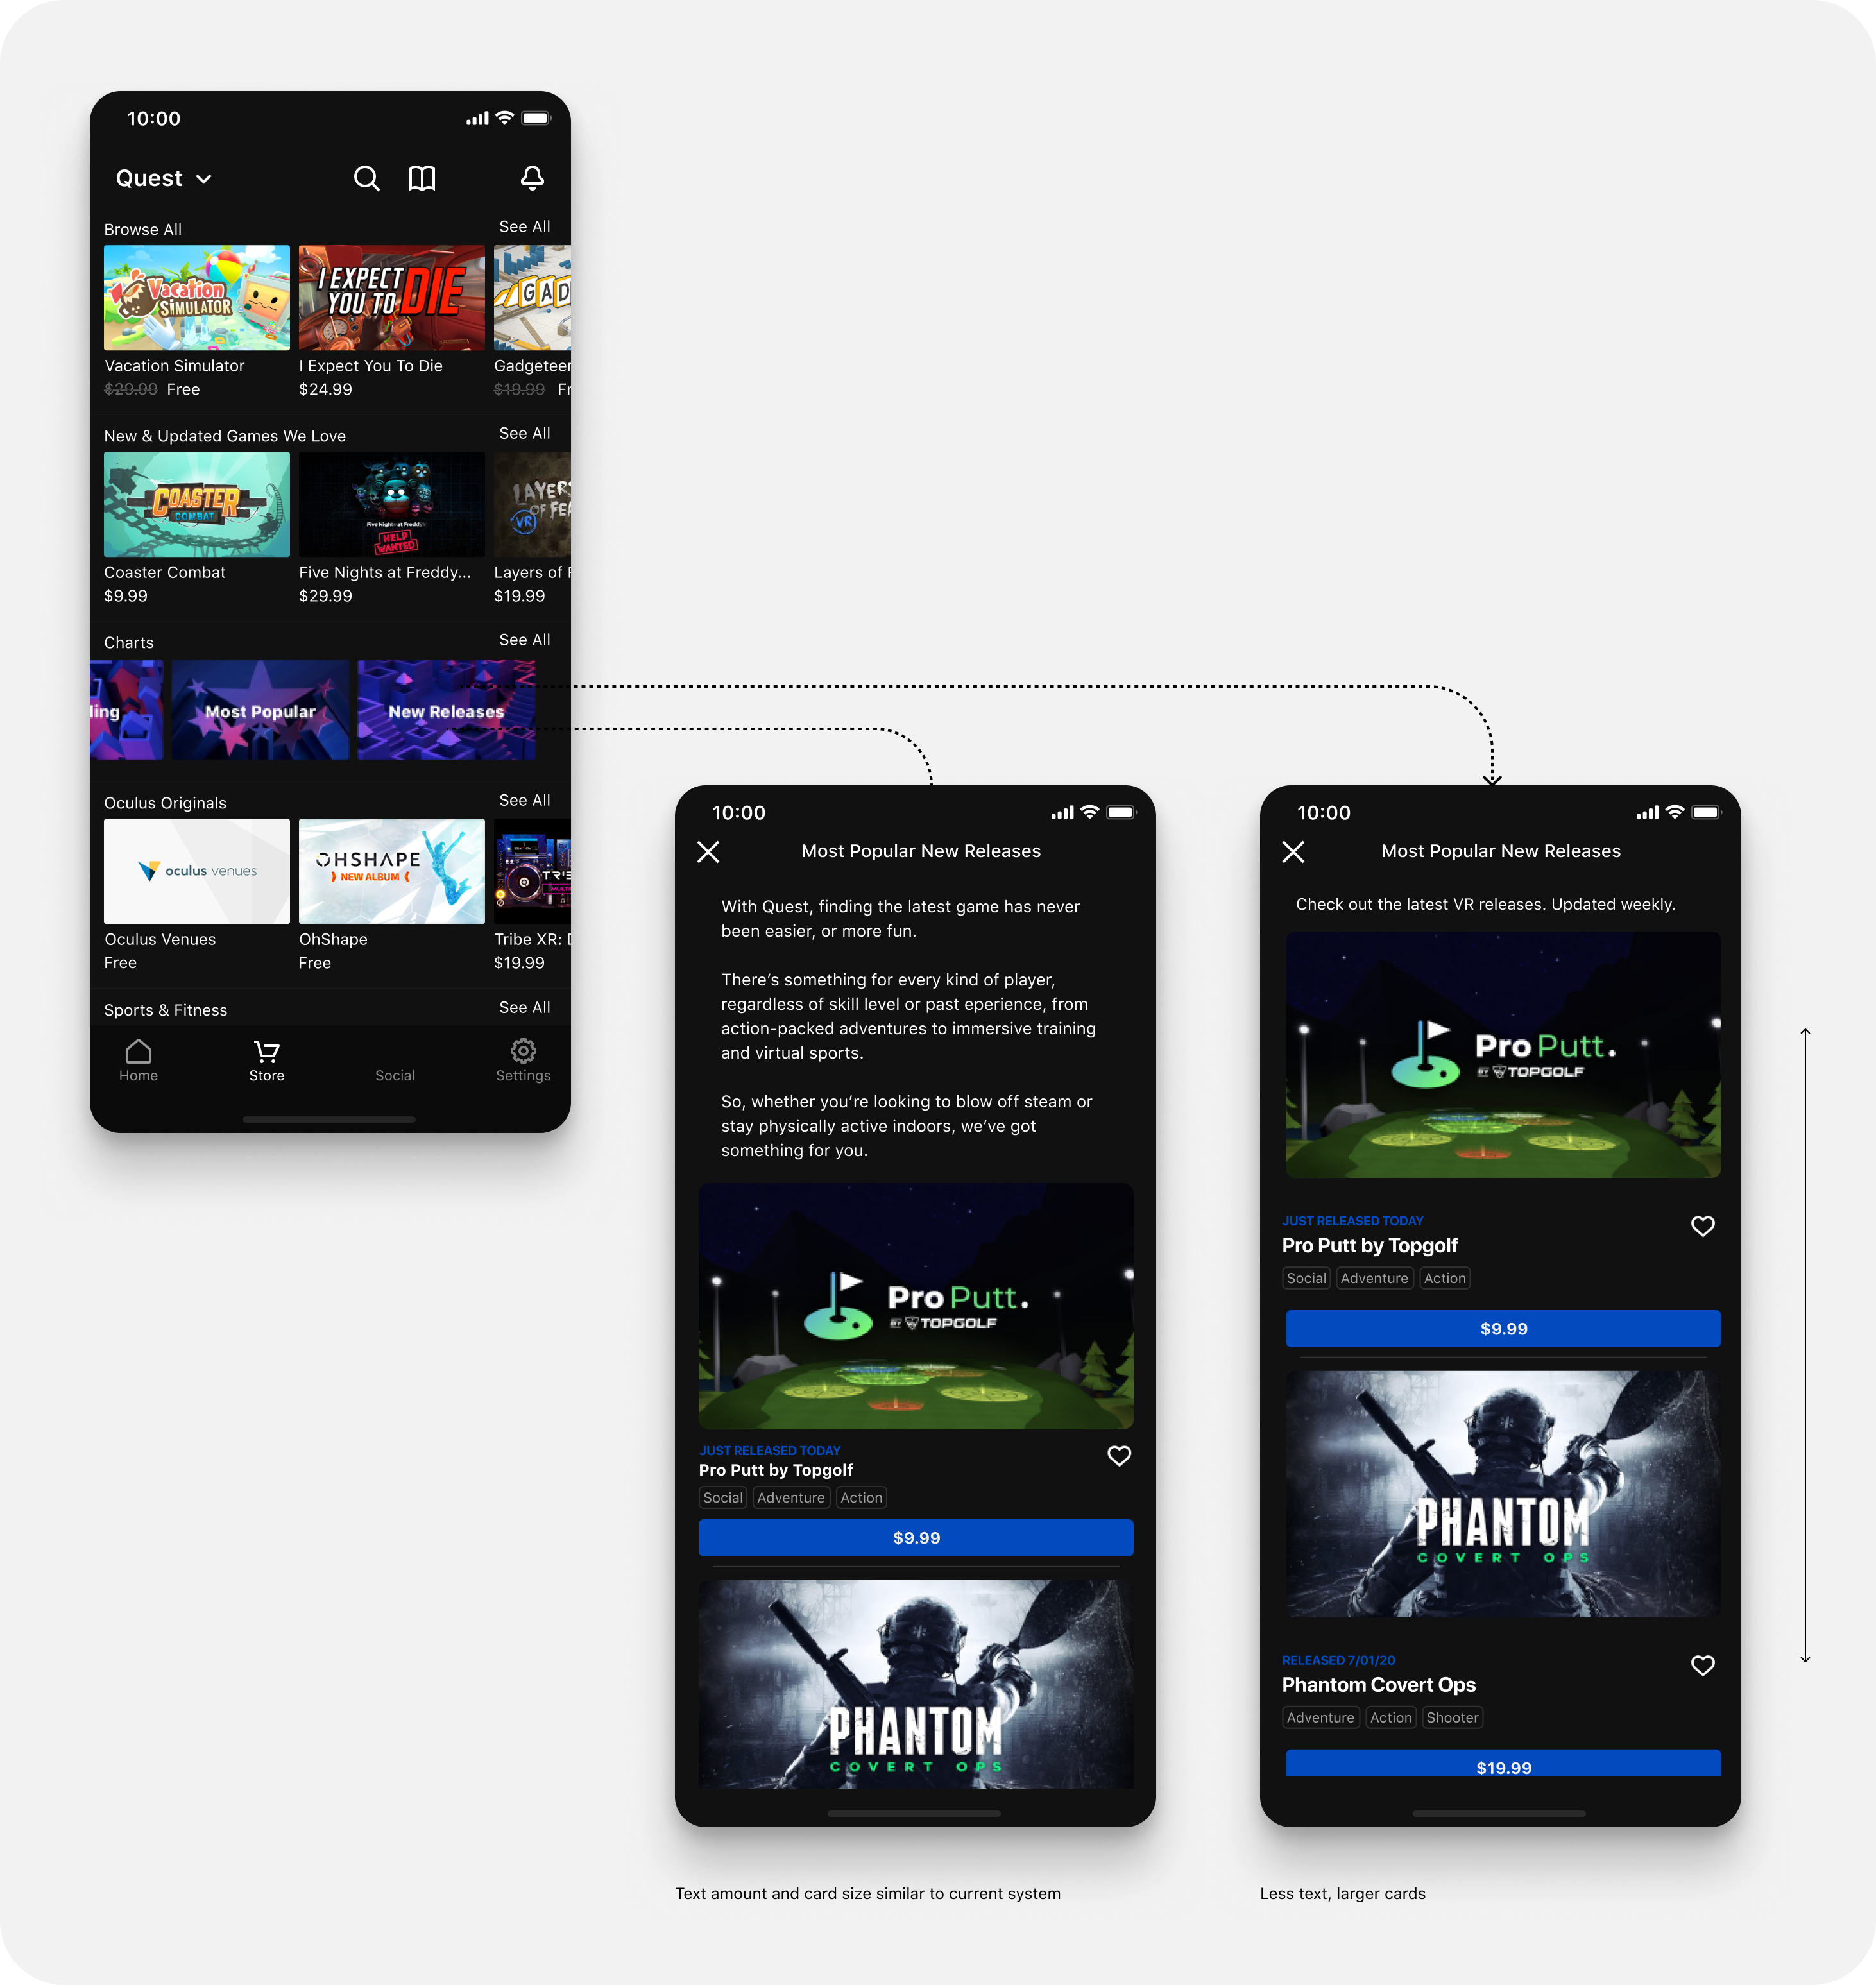 10:00
Quest
Browse All
See All
Vacation
SIMULATOR
I EXPECT
YOU TO DIE
GAD
Vacation Simulator
I Expect You To Die
Gadgeteer
$29.99 Free
$24.99
$19.99 Fr
New & Updated Games We Love
See All
COASTER
COMBAT
Five Nights at Freddy's
HELP
WANTED
LAYERS
OF FEA
VR
Coaster Combat
Five Nights at Freddy...
Layers of F
$9.99
$29.99
$19.99
Charts
See All
ling
Most Popular
New Releases
Oculus Originals
See All
oculus venues
OHSHAPE
NEW ALBUM
TRIBE
MULTI
Oculus Venues
OhShape
Tribe XR: D
Free
Free
$19.99
Sports & Fitness
See All
Home
Store
Social
Settings
10:00
Most Popular New Releases
With Quest, finding the latest game has never
been easier, or more fun.
There’s something for every kind of player,
regardless of skill level or past eperience, from
action-packed adventures to immersive training
and virtual sports.
So, whether you’re looking to blow off steam or
stay physically active indoors, we’ve got
something for you.
Pro Putt.
BY TOPGOLF
JUST RELEASED TODAY
Pro Putt by Topgolf
Social
Adventure
Action
$9.99
PHANTOM
COVERT OPS
Text amount and card size similar to current system
10:00
Most Popular New Releases
Check out the latest VR releases. Updated weekly.
Pro Putt.
BY TOPGOLF
JUST RELEASED TODAY
Pro Putt by Topgolf
Social
Adventure
Action
$9.99
PHANTOM
COVERT OPS
RELEASED 7/01/20
Phantom Covert Ops
Adventure
Action
Shooter
$19.99
Less text, larger cards